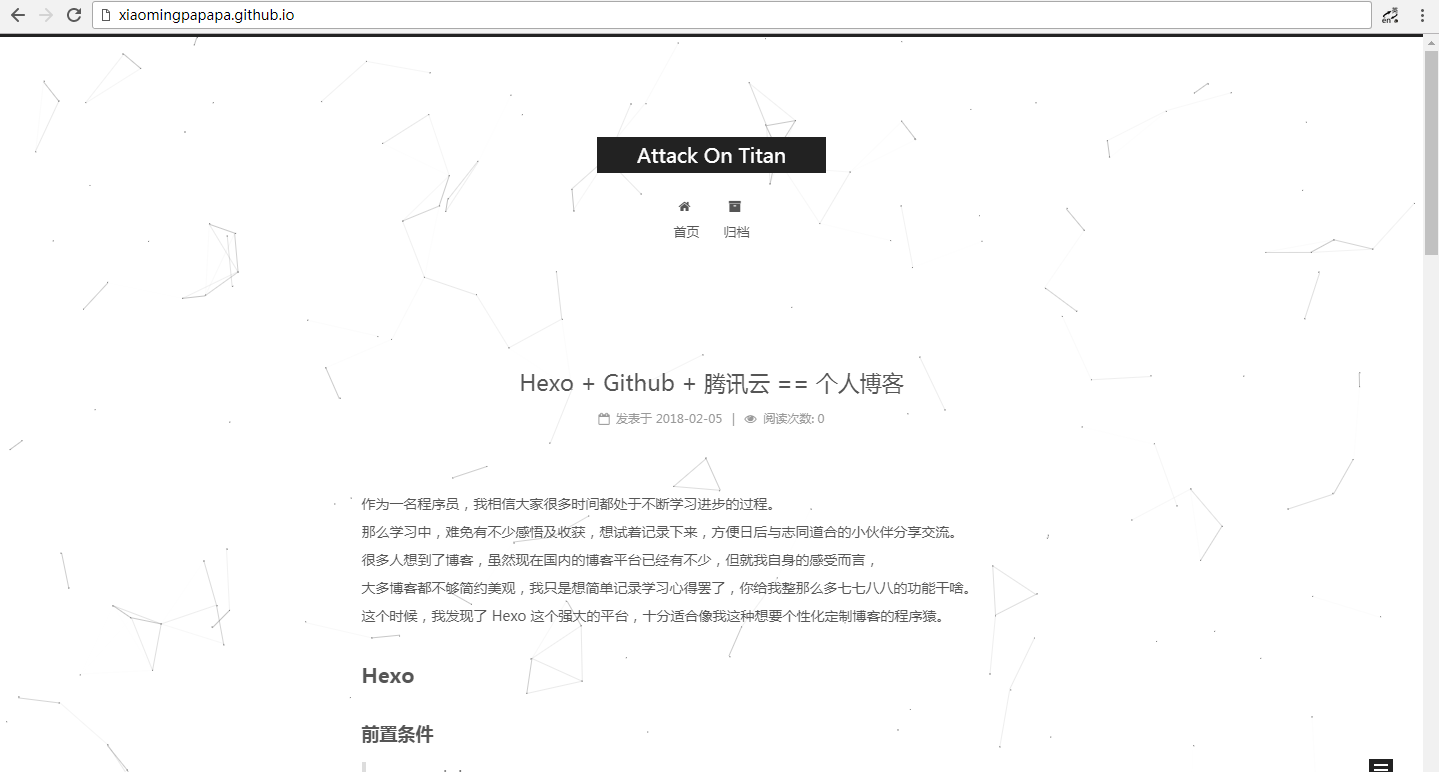 xiaomingpapapa.github.io
Attack On Titan
首页 归档
Hexo + Github + 腾讯云 == 个人博客
发表于 2018-02-05 | 阅读次数: 0
作为一名程序员，我相信大家很多时间都处于不断学习进步的过程。
那么学习中，难免有不少感悟及收获，想试着记录下来，方便日后与志同道合的小伙伴分享交流。
很多人想到了博客，虽然现在国内的博客平台已经有不少，但就我自身的感受而言，
大多博客都不够简约美观，我只是想简单记录学习心得罢了，你给我整那么多七七八八的功能干啥。
这个时候，我发现了 Hexo 这个强大的平台，十分适合像我这种想要个性化定制博客的程序猿。
Hexo
前置条件